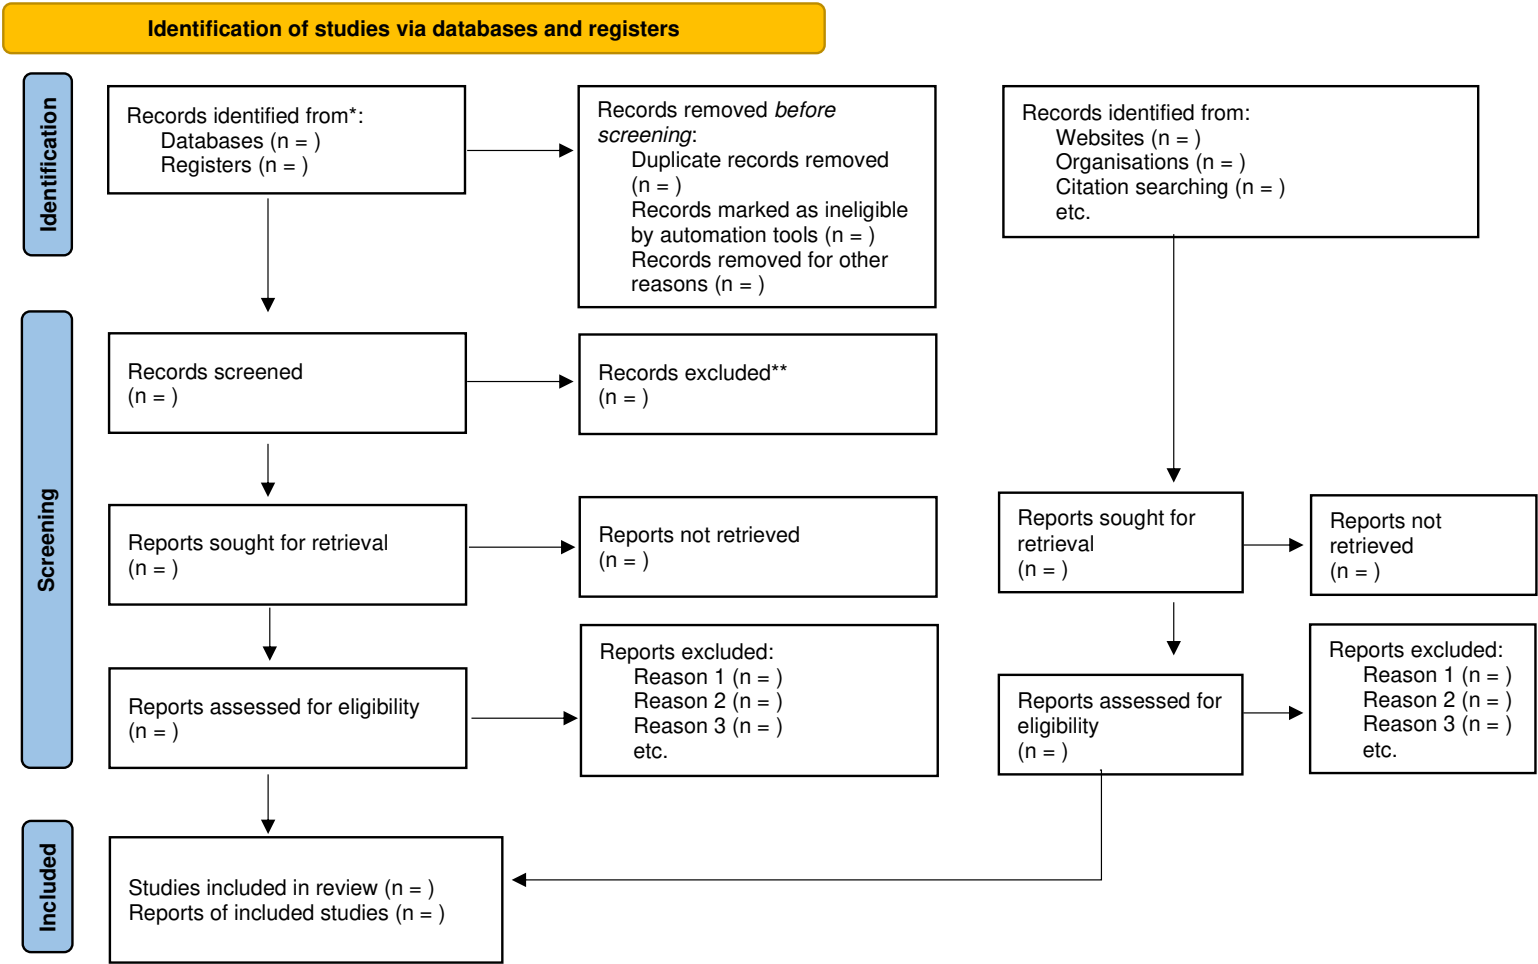 Identification of studies via databases and registers
Identification
Records identified from*:
Databases (n = )
Registers (n = )
Records removed before
screening:
Duplicate records removed
(n = )
Records marked as ineligible
by automation tools (n = )
Records removed for other
reasons (n = )
Records identified from:
Websites (n = )
Organisations (n = )
Citation searching (n = )
etc.
Screening
Records screened
(n = )
Records excluded**
(n = )
Reports sought for retrieval
(n = )
Reports not retrieved
(n = )
Reports sought for
retrieval
(n = )
Reports not
retrieved
(n = )
Reports assessed for eligibility
(n = )
Reports excluded:
Reason 1 (n = )
Reason 2 (n = )
Reason 3 (n = )
etc.
Reports assessed for
eligibility
(n = )
Reports excluded:
Reason 1 (n = )
Reason 2 (n = )
Reason 3 (n = )
etc.
Included
Studies included in review (n = )
Reports of included studies (n = )